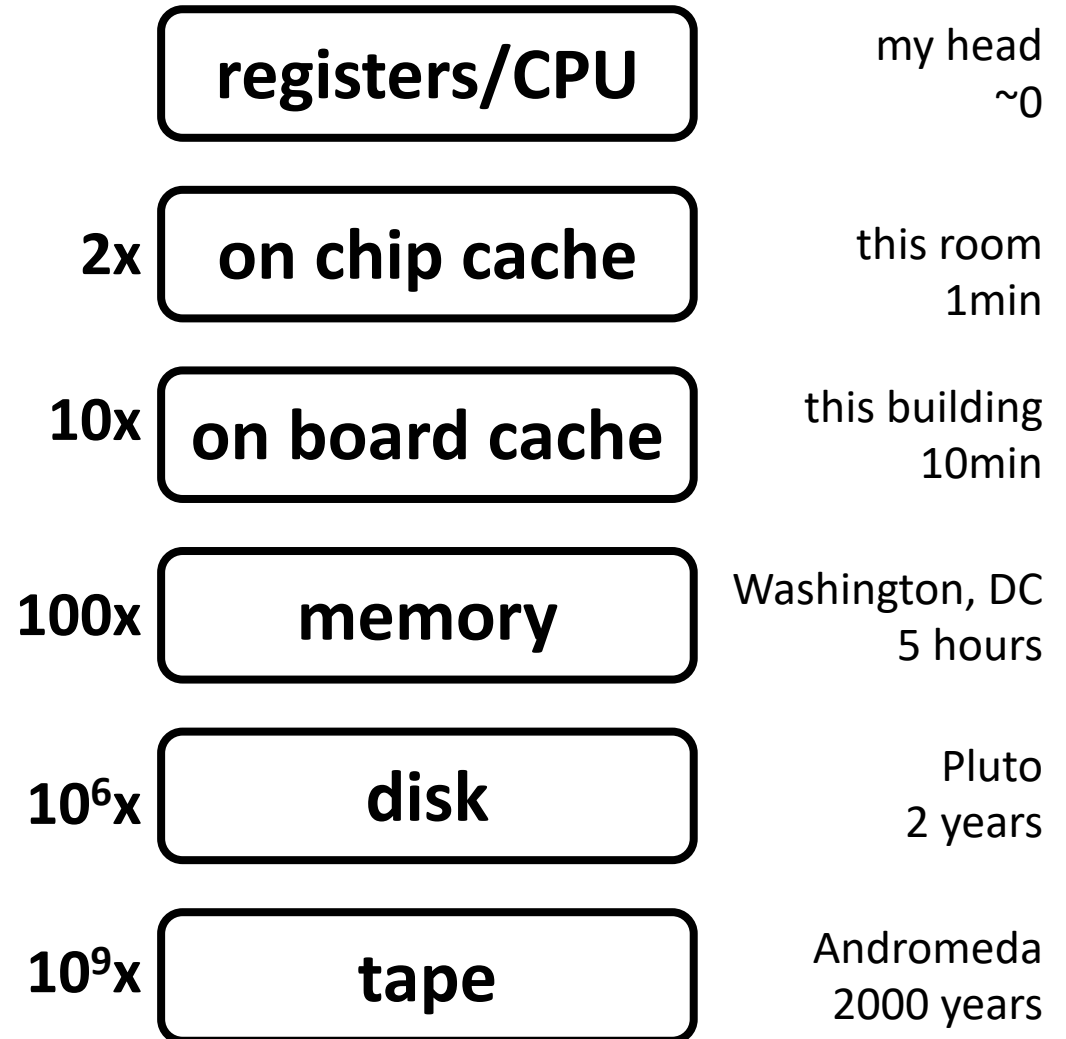 registers/CPU
my head
~0
2x
on chip cache
this room
1min
10x
on board cache
this building
10min
100x
memory
Washington, DC
5 hours
10⁶x
disk
Pluto
2 years
10⁹x
tape
Andromeda
2000 years